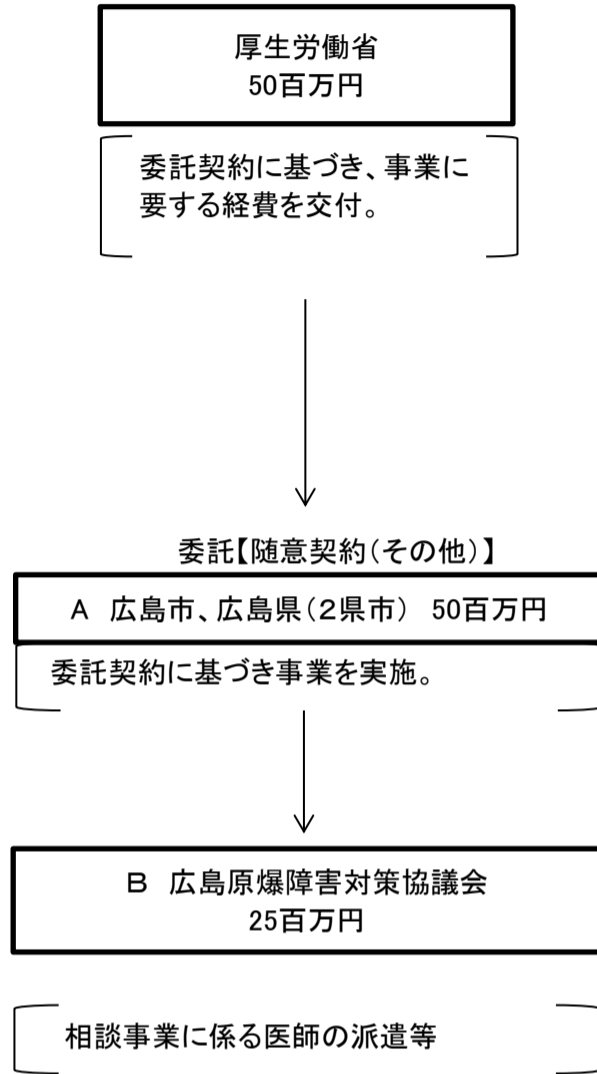 厚生労働省
50百万円
委託契約に基づき、事業に
要する経費を交付。
委託【随意契約(その他)】
A 広島市、広島県(2県市) 50百万円
委託契約に基づき事業を実施。
B 広島原爆障害対策協議会
25百万円
相談事業に係る医師の派遣等